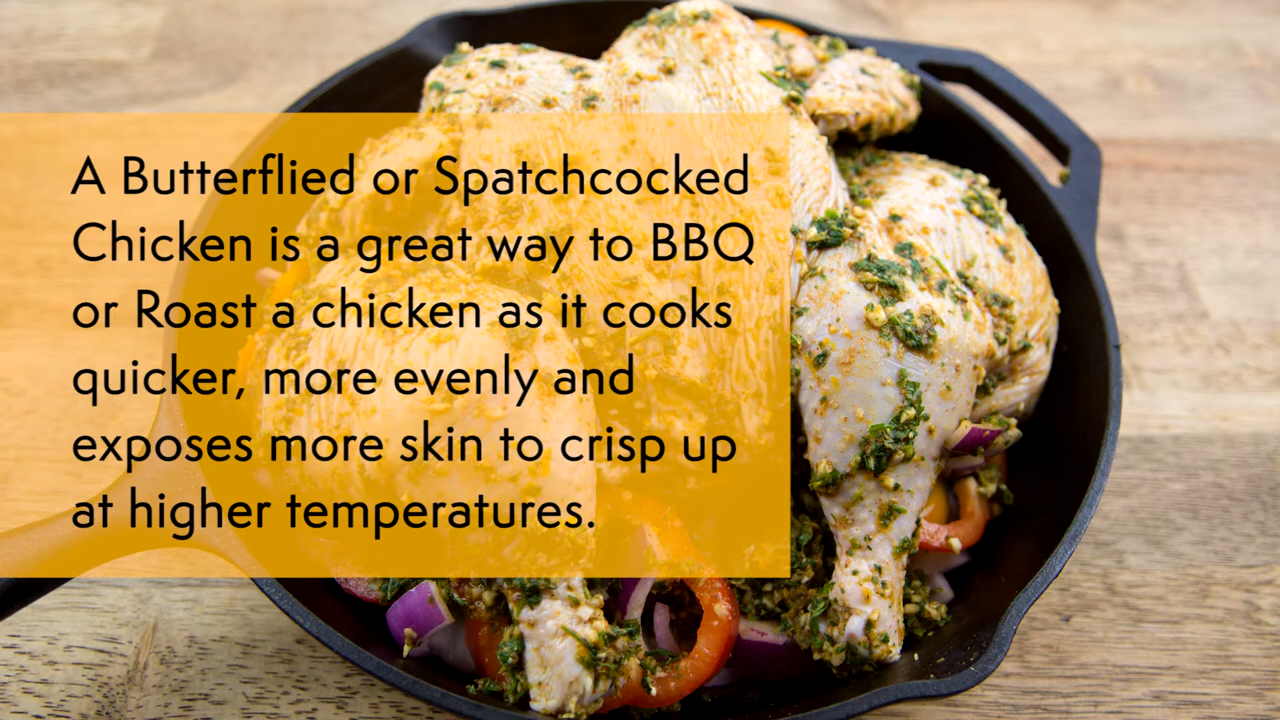 A Butterflied or Spatchcocked
Chicken is a great way to BBQ
or Roast a chicken as it cooks
quicker, more evenly and
exposes more skin to crisp up
at higher temperatures.